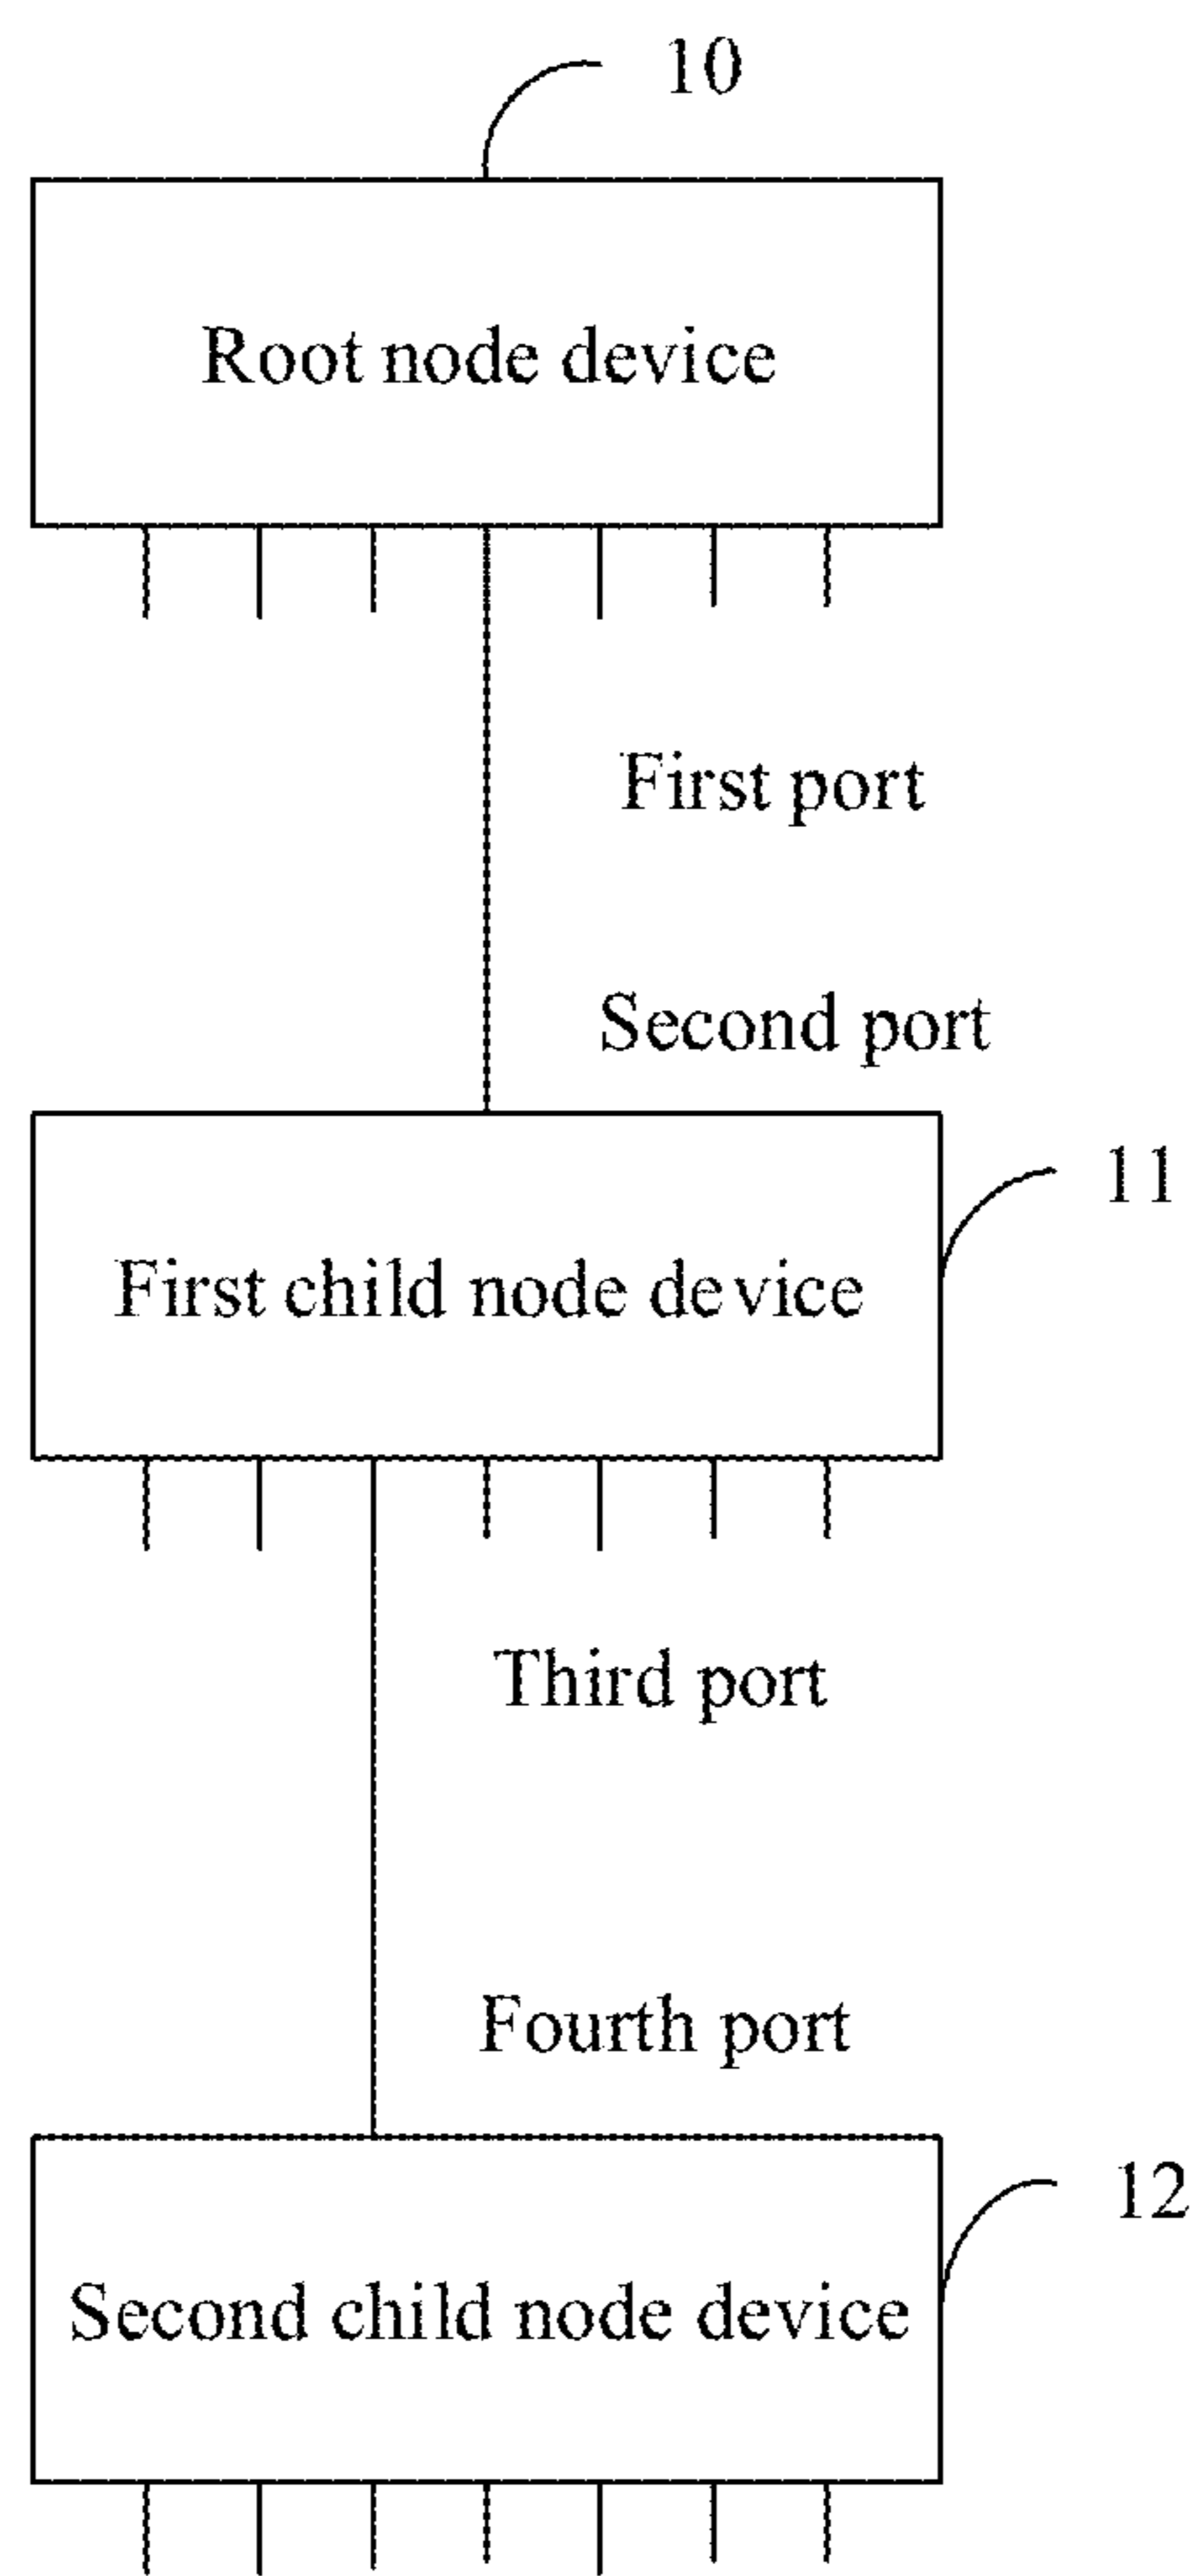 10
Root node device
First port
Second port
11
First child node device
Third port
Fourth port
12
Second child node device